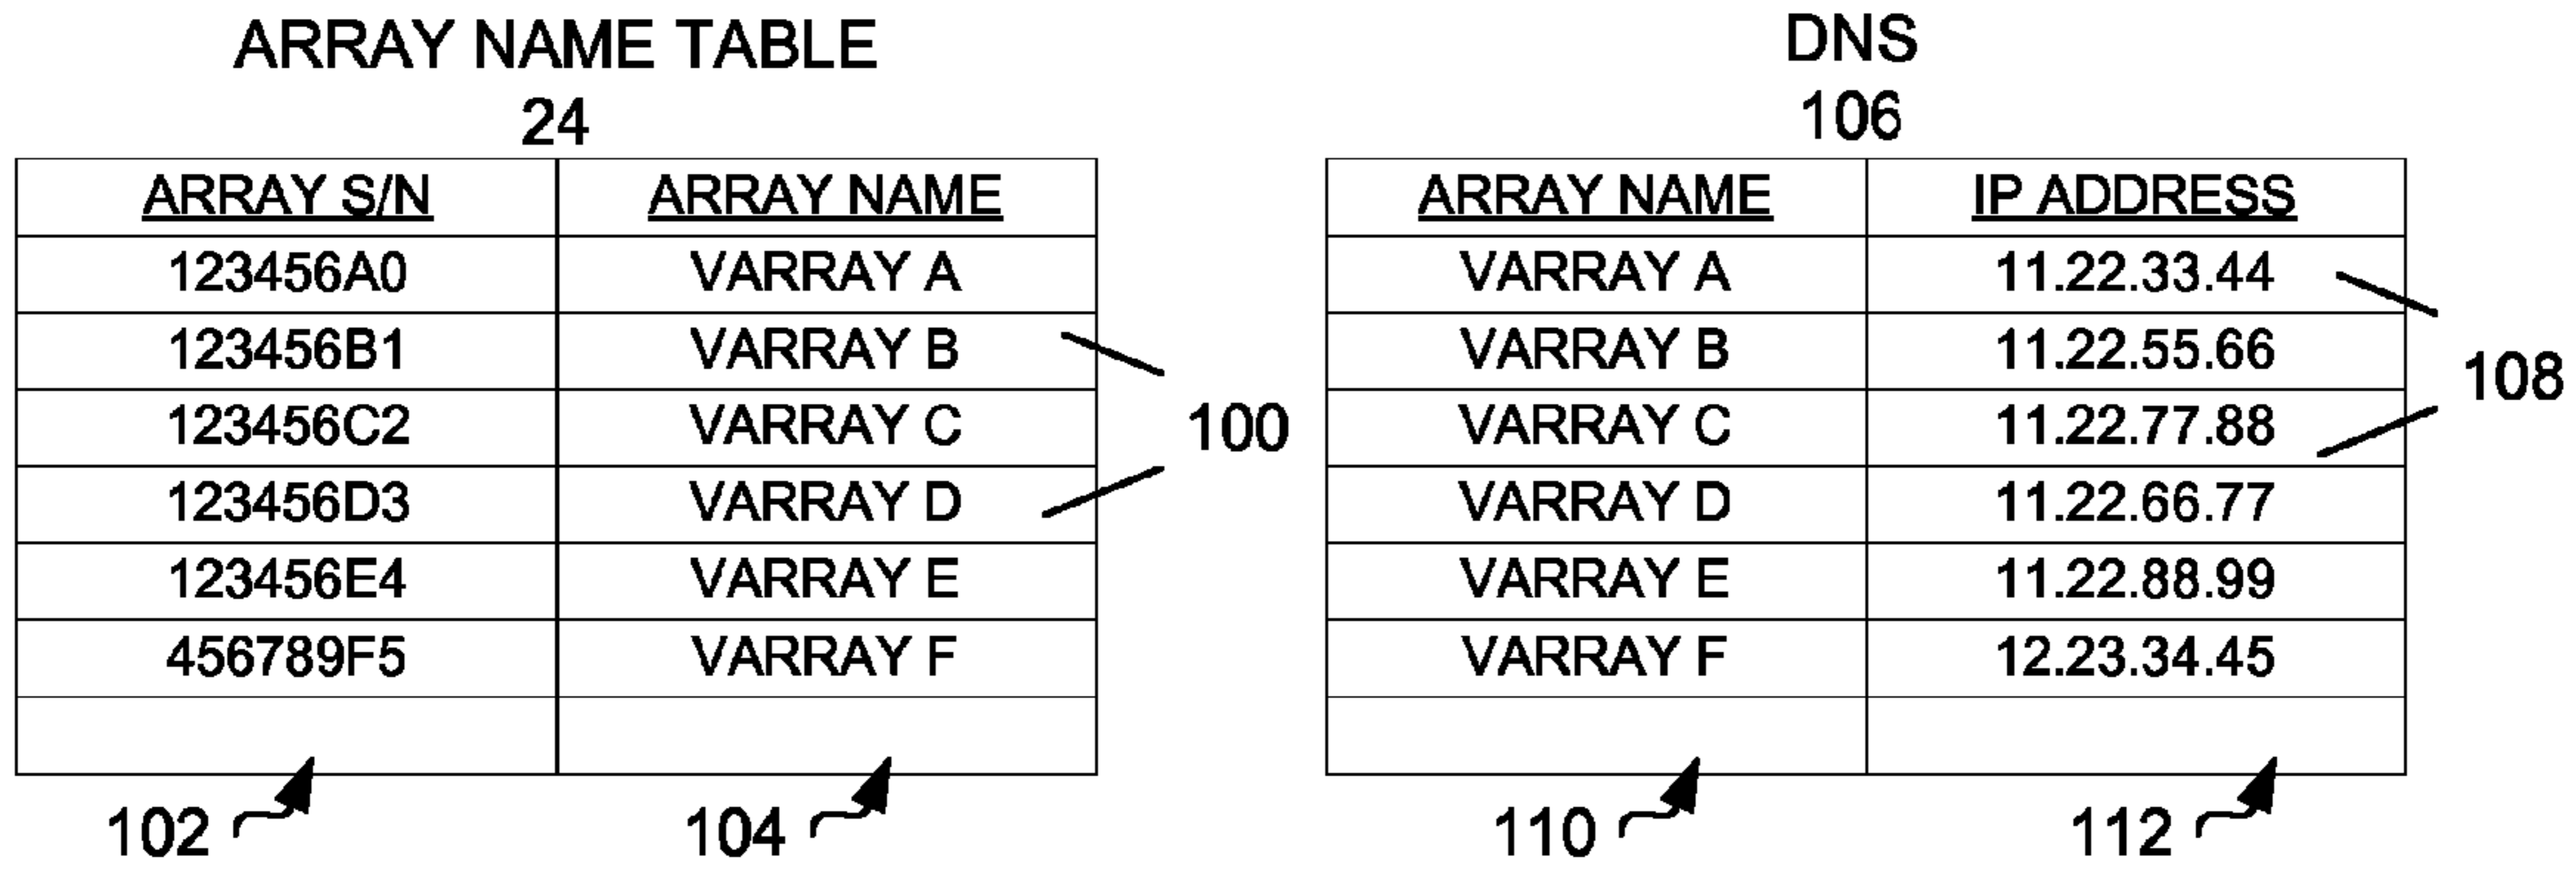 ARRAY NAME TABLE
24
ARRAY S/N ARRAY NAME
123456A0 VARRAY A
123456B1 VARRAY B
123456C2 VARRAY C
123456D3 VARRAY D
123456E4 VARRAY E
456789F5 VARRAY F
100
102 104
DNS
106
ARRAY NAME IP ADDRESS
VARRAY A 11.22.33.44
VARRAY B 11.22.55.66
VARRAY C 11.22.77.88
VARRAY D 11.22.66.77
VARRAY E 11.22.88.99
VARRAY F 12.23.34.45
108
110 112